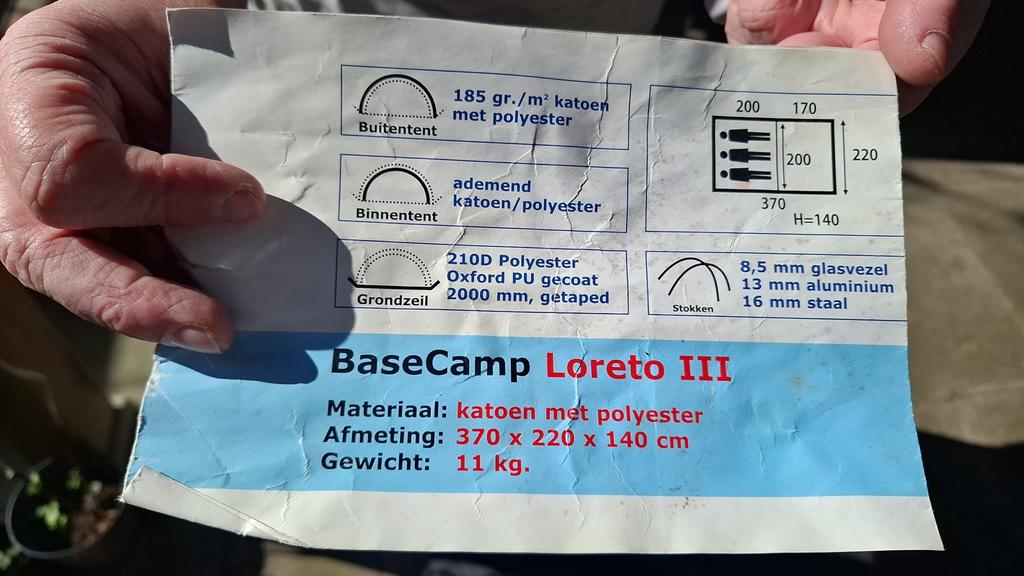 185 gr./m² katoen
met polyester
Buitentent
ademend
katoen/polyester
Binnentent
210D Polyester
Oxford PU gecoat
2000 mm, getaped
Grondzeil
200 170
200
220
370
H=140
8,5 mm glasvezel
13 mm aluminium
16 mm staal
Stokken
BaseCamp Loreto III
Materiaal: katoen met polyester
Afmeting: 370 x 220 x 140 cm
Gewicht: 11 kg.